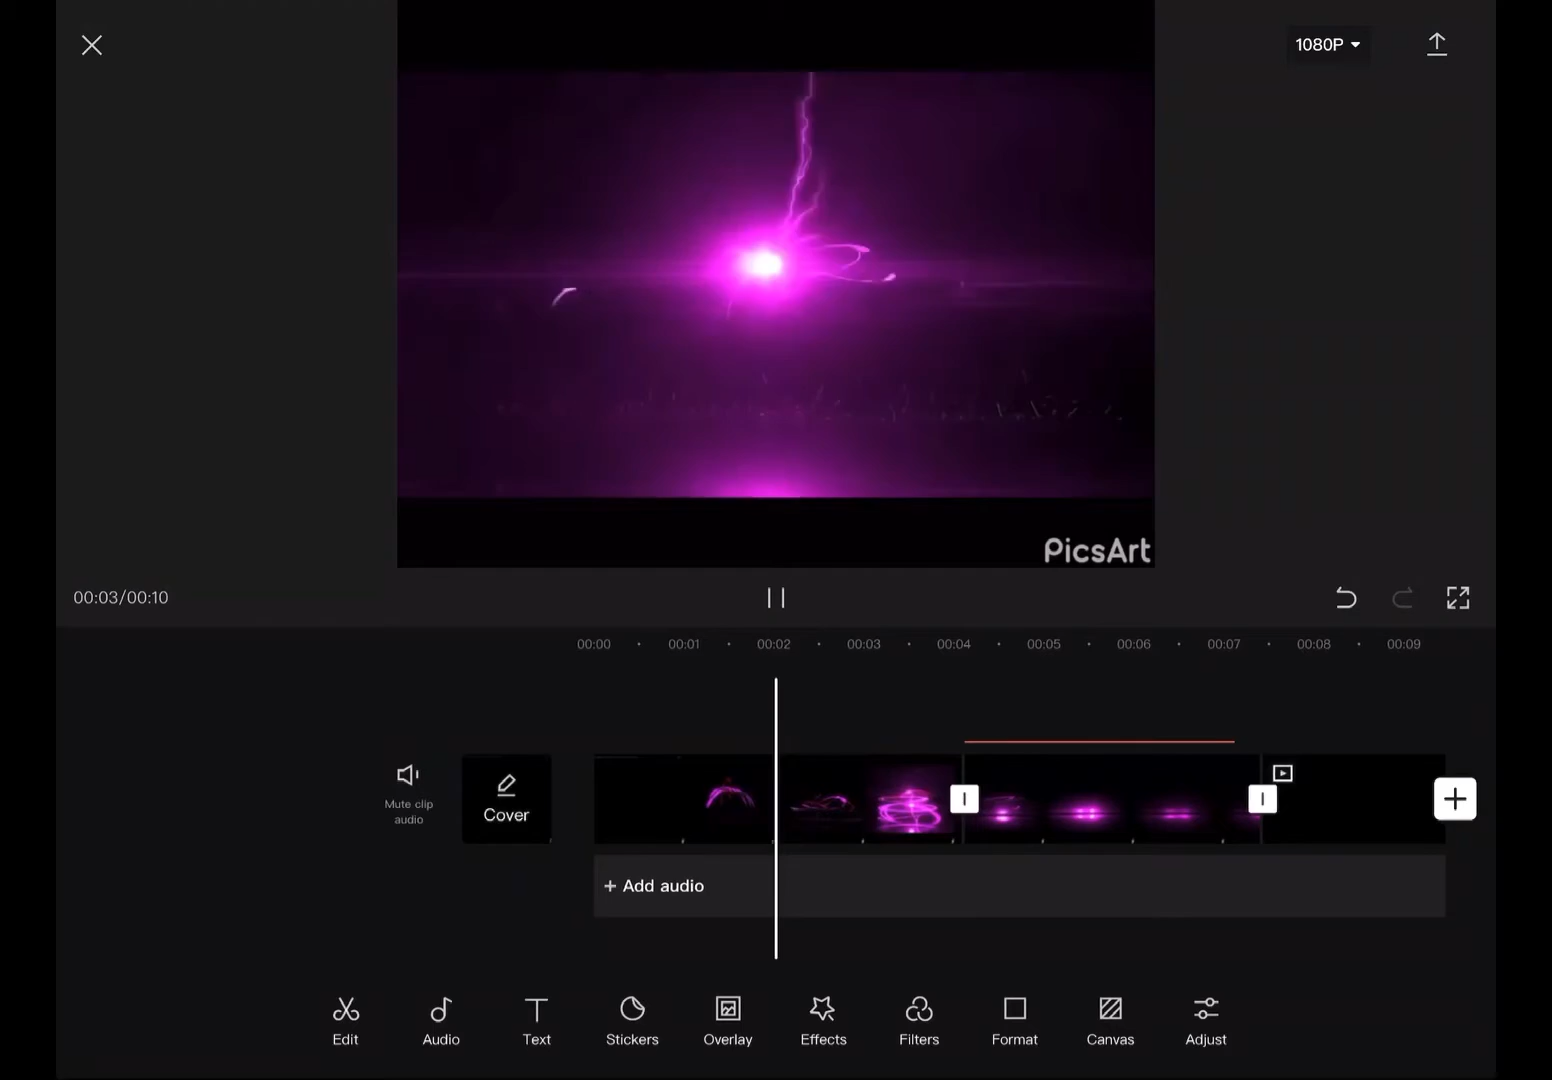 1080P
PicsArt
00:03/00:10
00:00
00:01
00:02
00:03
00:04
00:05
00:06
00:07
00:08
00:09
Mute clip
audio
Cover
+ Add audio
Edit
Audio
Text
Stickers
Overlay
Effects
Filters
Format
Canvas
Adjust